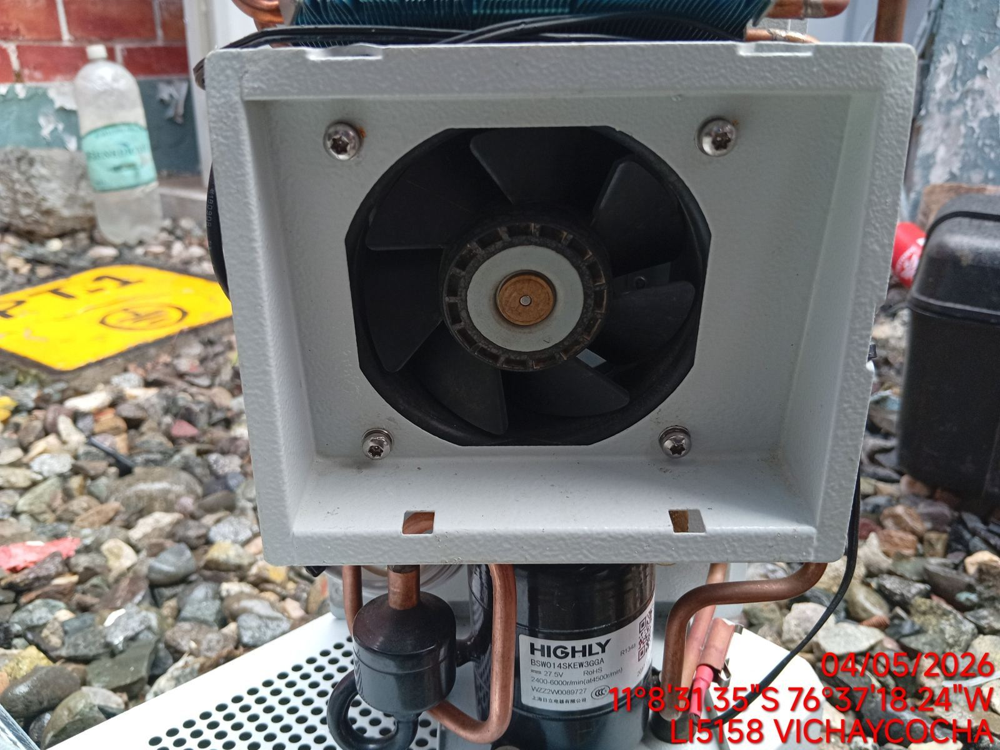 HIGHLY
BSW014SKEW3GGA
R134a
27.5V RoHS
2400-6000r/min(at4500r/min)
WZZ2W0089727
上海日立电器有限公司
04/05/2026
11°8'31.35"S 76°37'18.24"W
LI5158 VICHAYCOCHA